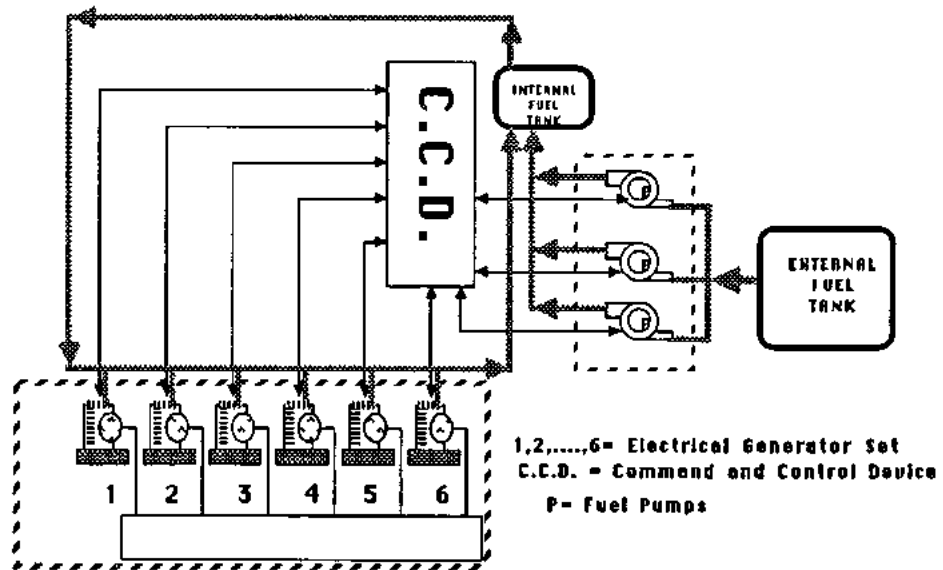 C.C.D.
INTERNAL
FUEL
TANK
P
P
P
EXTERNAL
FUEL
TANK
1 2 3 4 5 6
1,2,....,6= Electrical Generator Set
C.C.D. = Command and Control Device
P= Fuel Pumps